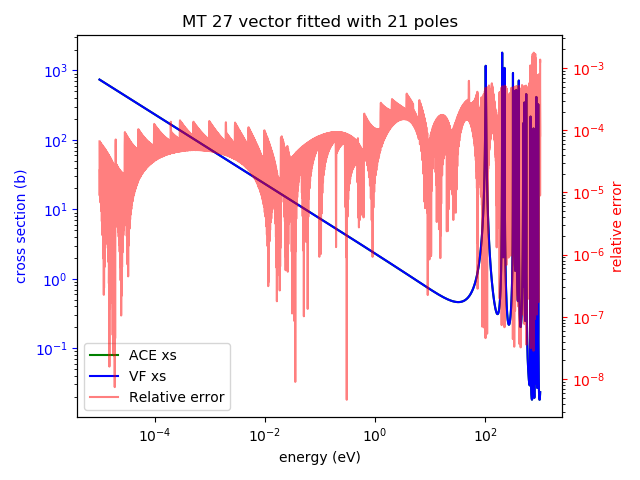 MT 27 vector fitted with 21 poles
10³
10²
10¹
10⁰
10⁻¹
cross section (b)
10⁻³
10⁻⁴
10⁻⁵
10⁻⁶
10⁻⁷
10⁻⁸
relative error
ACE xs
VF xs
Relative error
10⁻⁴
10⁻²
10⁰
10²
energy (eV)